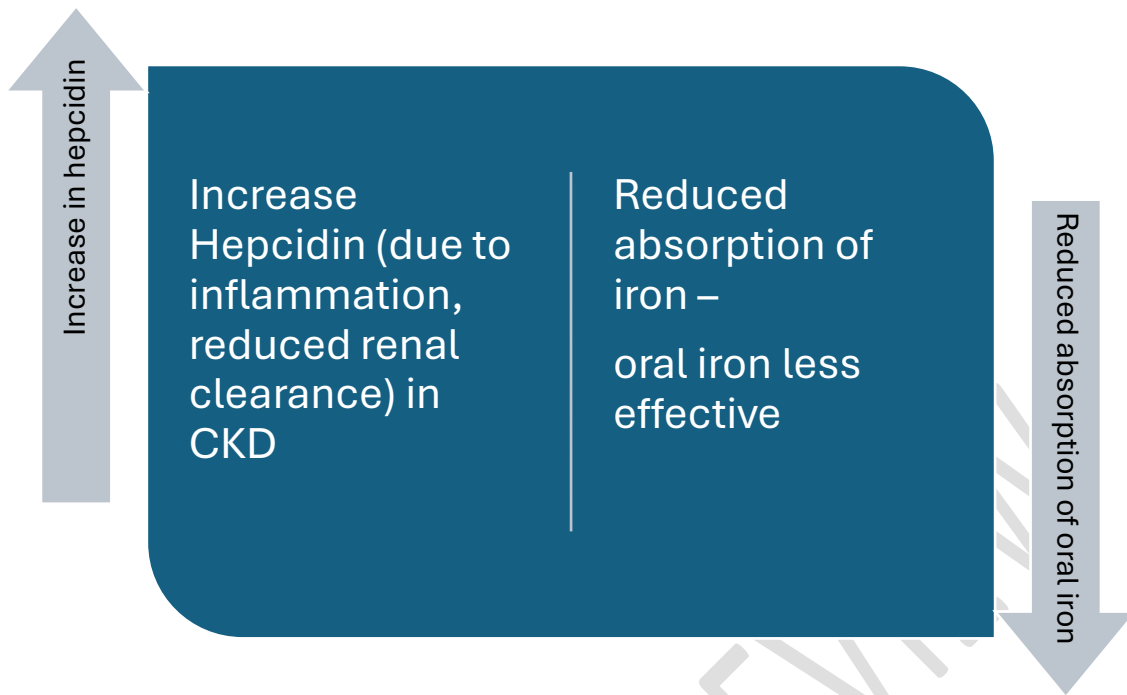 Increase in hepcidin
Increase
Hepcidin (due to
inflammation,
reduced renal
clearance) in
CKD
Reduced
absorption of
iron –
oral iron less
effective
Reduced absorption of oral iron